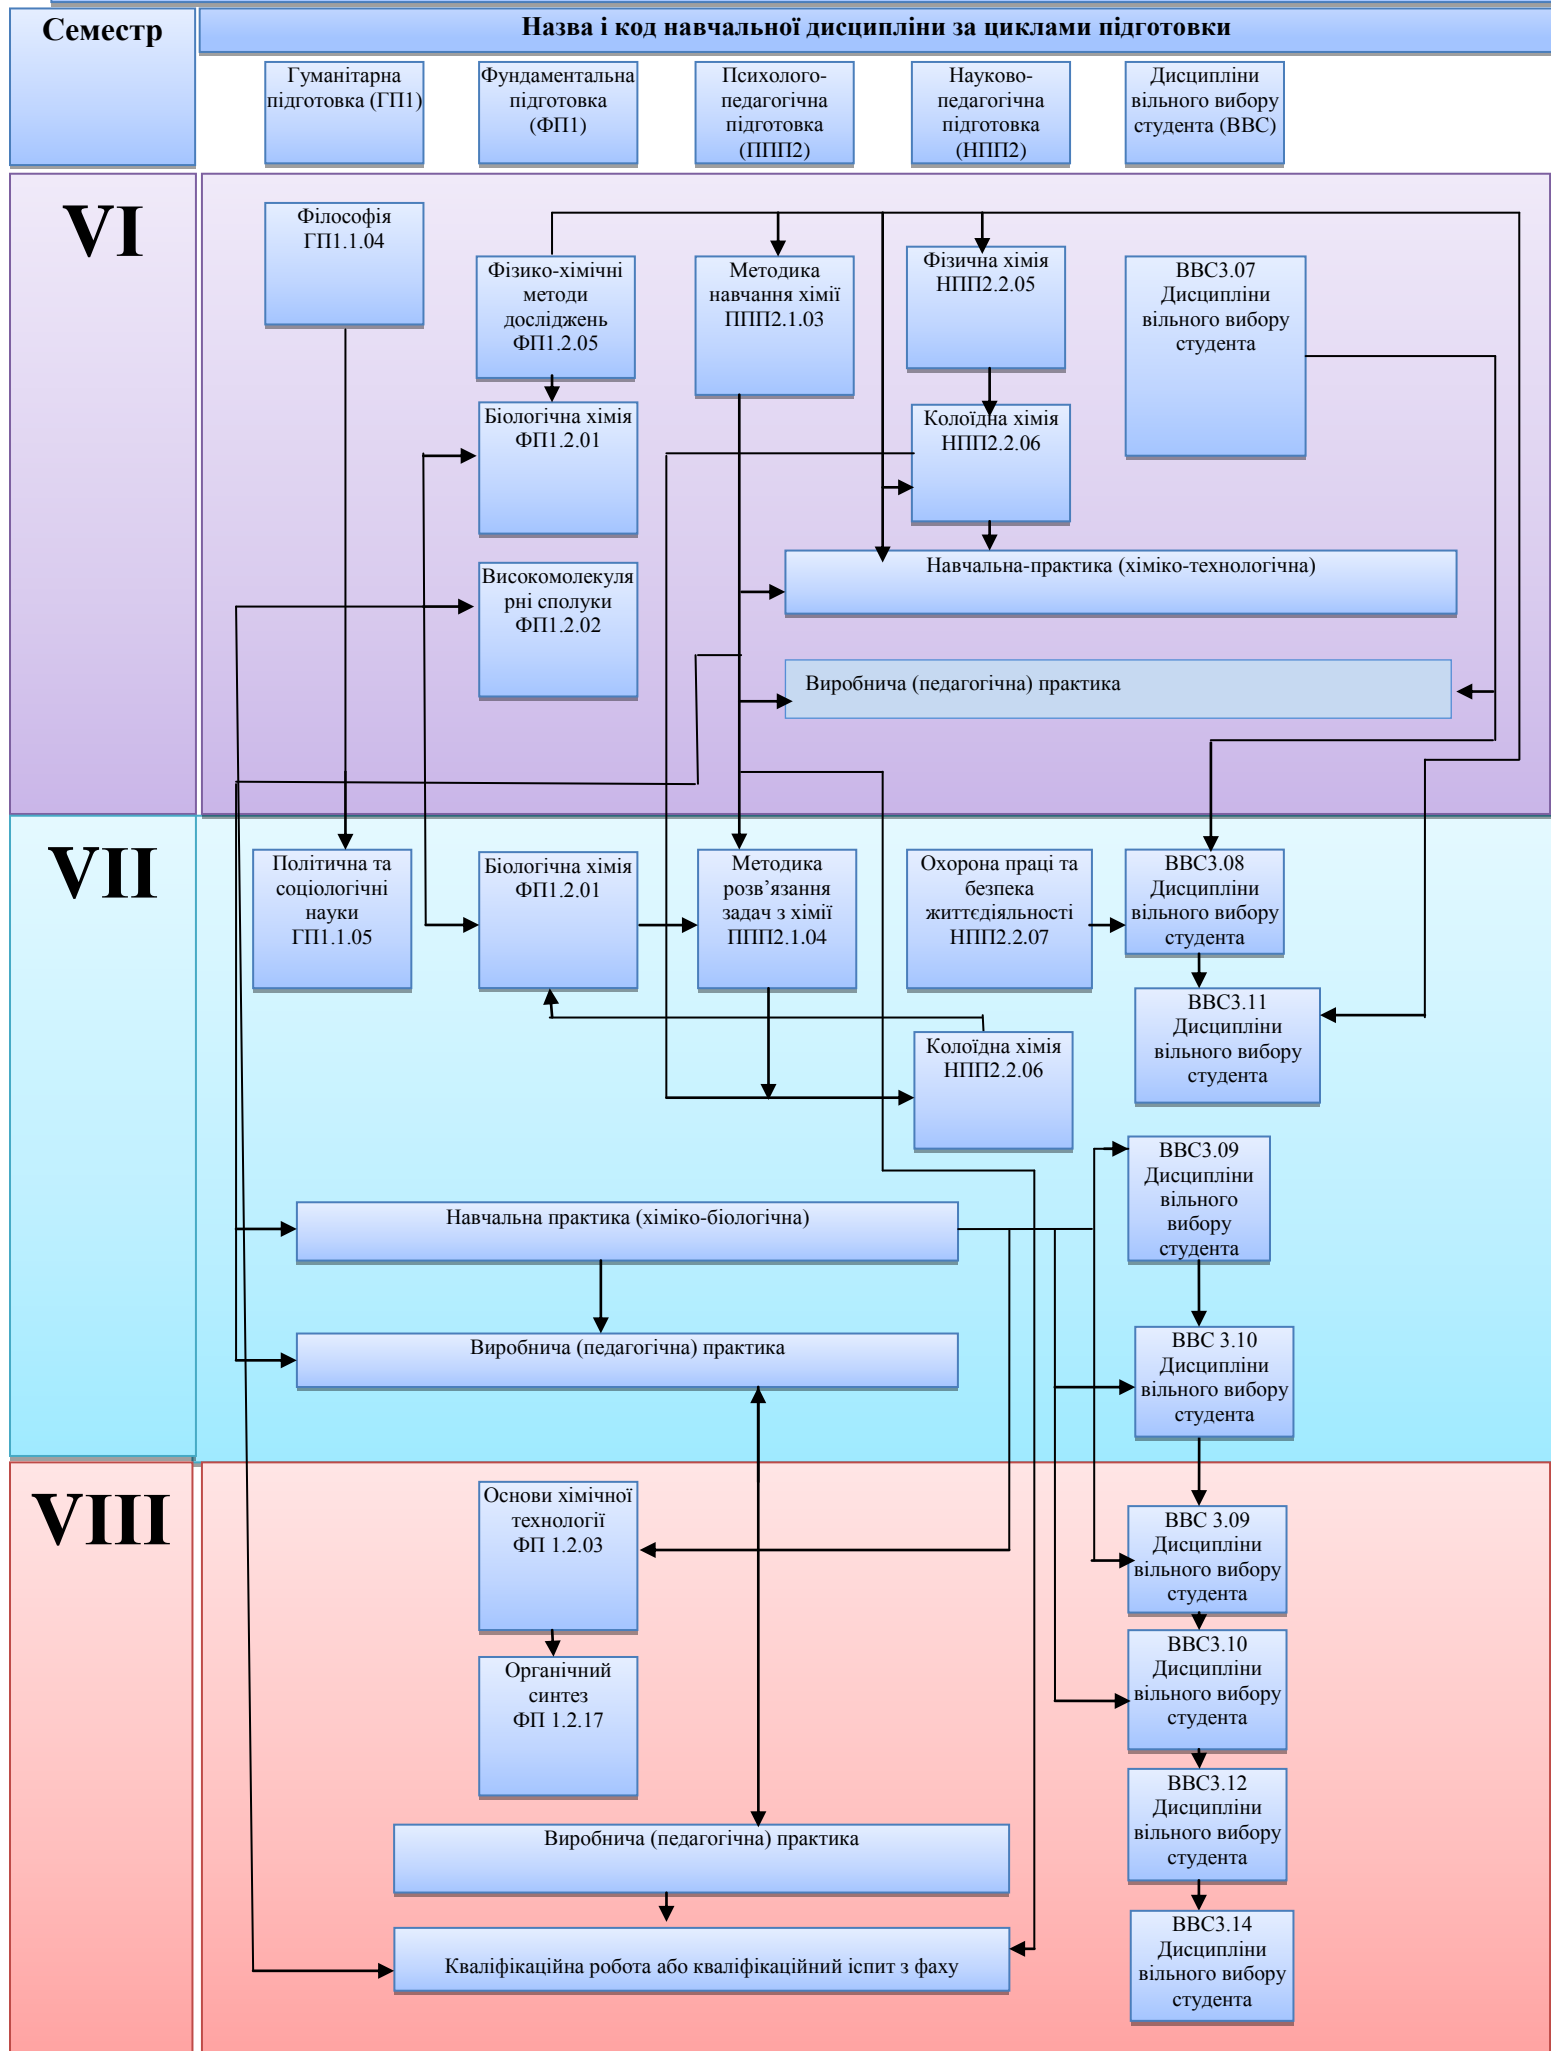 Семестр
Назва і код навчальної дисципліни за циклами підготовки
Гуманітарна
підготовка (ГП1)
Фундаментальна
підготовка
(ФП1)
Психолого-
педагогічна
підготовка
(ППП2)
Науково-
педагогічна
підготовка
(НПП2)
Дисципліни
вільного вибору
студента (ВВС)
VI
Філософія
ГП1.1.04
Фізико-хімічні
методи
досліджень
ФП1.2.05
Методика
навчання хімії
ППП2.1.03
Фізична хімія
НПП2.2.05
ВВС3.07
Дисципліни
вільного вибору
студента
Біологічна хімія
ФП1.2.01
Колоїдна хімія
НПП2.2.06
Високомолекуля
рні сполуки
ФП1.2.02
Навчальна-практика (хіміко-технологічна)
Виробнича (педагогічна) практика
VII
Політична та
соціологічні
науки
ГП1.1.05
Біологічна хімія
ФП1.2.01
Методика
розв’язання
задач з хімії
ППП2.1.04
Охорона праці та
безпека
життєдіяльності
НПП2.2.07
ВВС3.08
Дисципліни
вільного вибору
студента
ВВС3.11
Дисципліни
вільного вибору
студента
Колоїдна хімія
НПП2.2.06
ВВС3.09
Дисципліни
вільного
вибору
студента
Навчальна практика (хіміко-біологічна)
Виробнича (педагогічна) практика
ВВС 3.10
Дисципліни
вільного вибору
студента
VIII
Основи хімічної
технології
ФП 1.2.03
ВВС 3.09
Дисципліни
вільного вибору
студента
Органічний
синтез
ФП 1.2.17
ВВС3.10
Дисципліни
вільного вибору
студента
ВВС3.12
Дисципліни
вільного вибору
студента
Виробнича (педагогічна) практика
Кваліфікаційна робота або кваліфікаційний іспит з фаху
ВВС3.14
Дисципліни
вільного вибору
студента